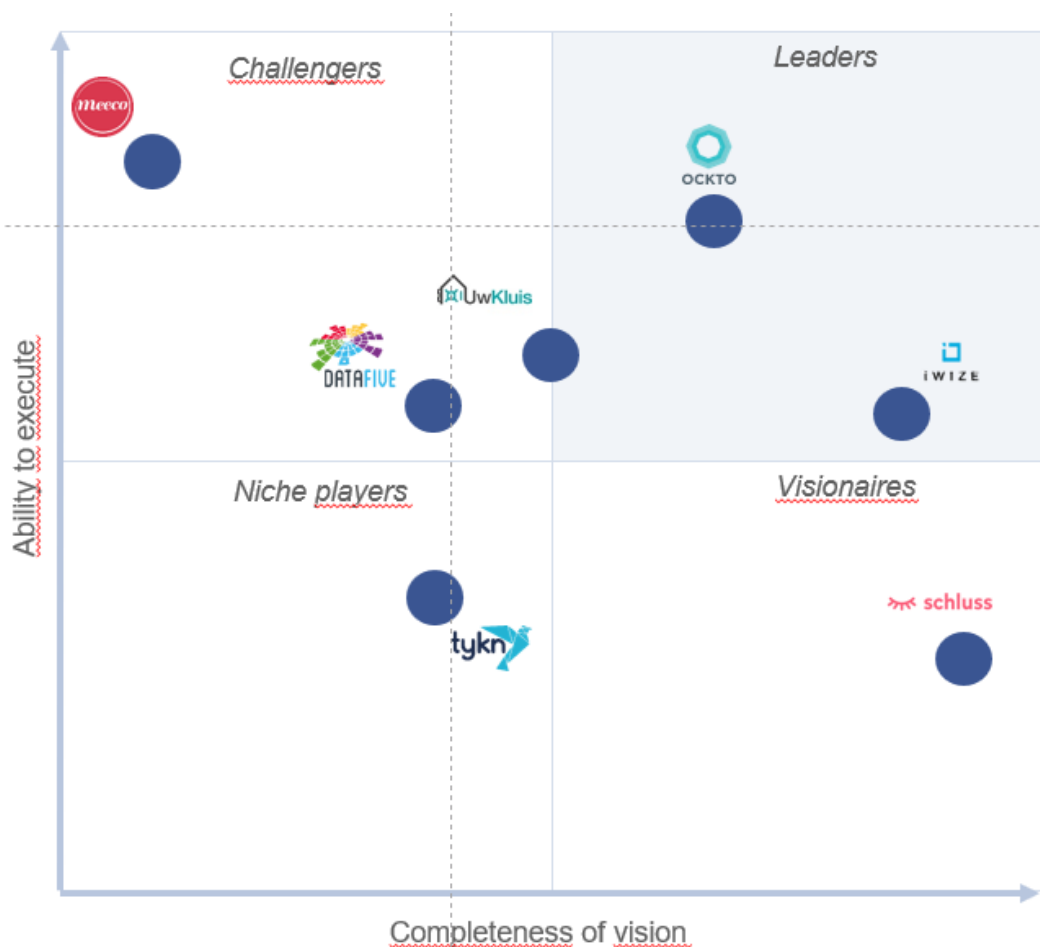 Challengers
Leaders
meeco
OCKTO
UwKluis
DATAFIVE
iWIZE
Ability to execute
Niche players
Visionaires
schluss
tykn
Completeness of vision